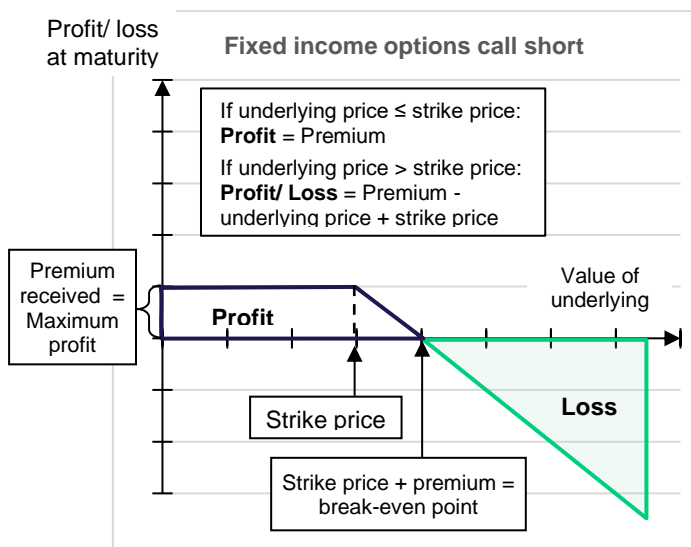 Profit/ loss
at maturity
Fixed income options call short
If underlying price ≤ strike price:
Profit = Premium
If underlying price > strike price:
Profit/ Loss = Premium -
underlying price + strike price
Premium
received =
Maximum
profit
Value of
underlying
Profit
Loss
Strike price
Strike price + premium =
break-even point